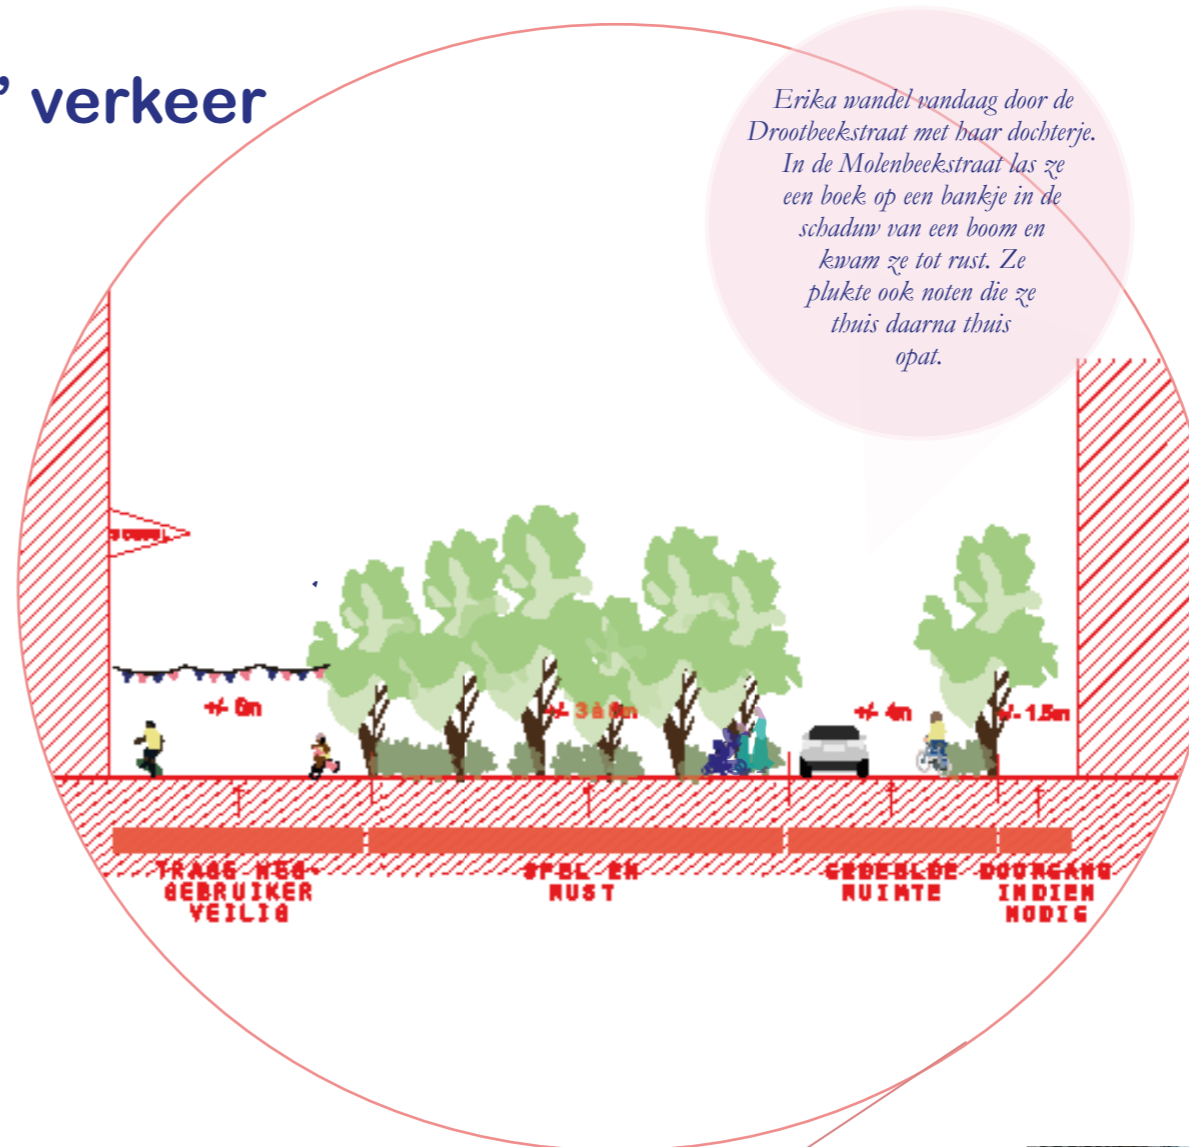 ’ verkeer
Erika wandel vandaag door de
Drootbeekstraat met haar dochterje.
In de Molenbeekstraat las ze
een boek op een bankje in de
schaduw van een boom en
kwam ze tot rust. Ze
plukte ook noten die ze
thuis daarna thuis
opat.
+/- 6m
+/- 3 à 8m
+/- 4m
+/- 1.5m
TRAGE WEG-
GEBRUIKER
VEILIG
SPEL EN
RUST
GEDEELDE
RUIMTE
DOORGANG
INDIEN
NODIG